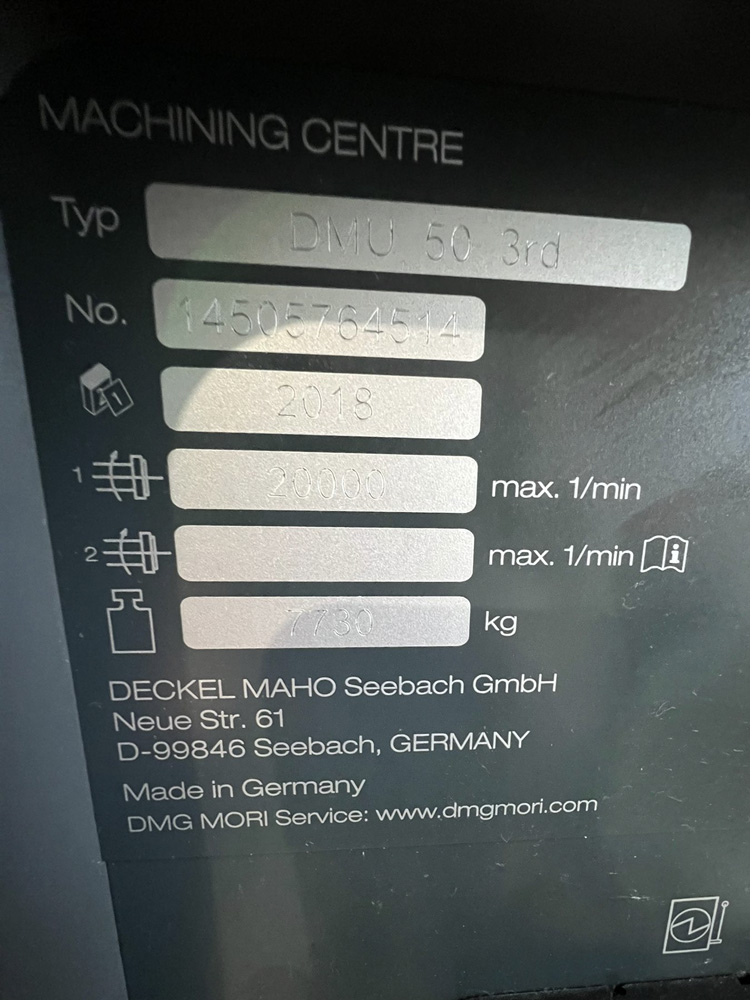 MACHINING CENTRE
Typ DMU 50 3rd
No. 14505764514
2018
1 20000 max. 1/min
2 max. 1/min
7730 kg
DECKEL MAHO Seebach GmbH
Neue Str. 61
D-99846 Seebach, GERMANY
Made in Germany
DMG MORI Service: www.dmgmori.com